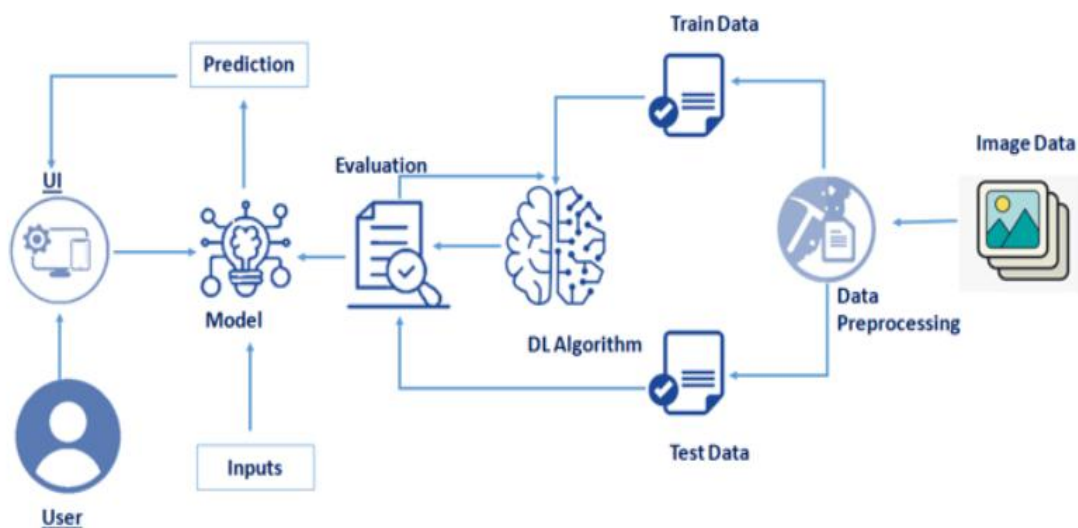 Train Data
Prediction
Image Data
Evaluation
UI
Data
Preprocessing
Model
DL Algorithm
Test Data
Inputs
User